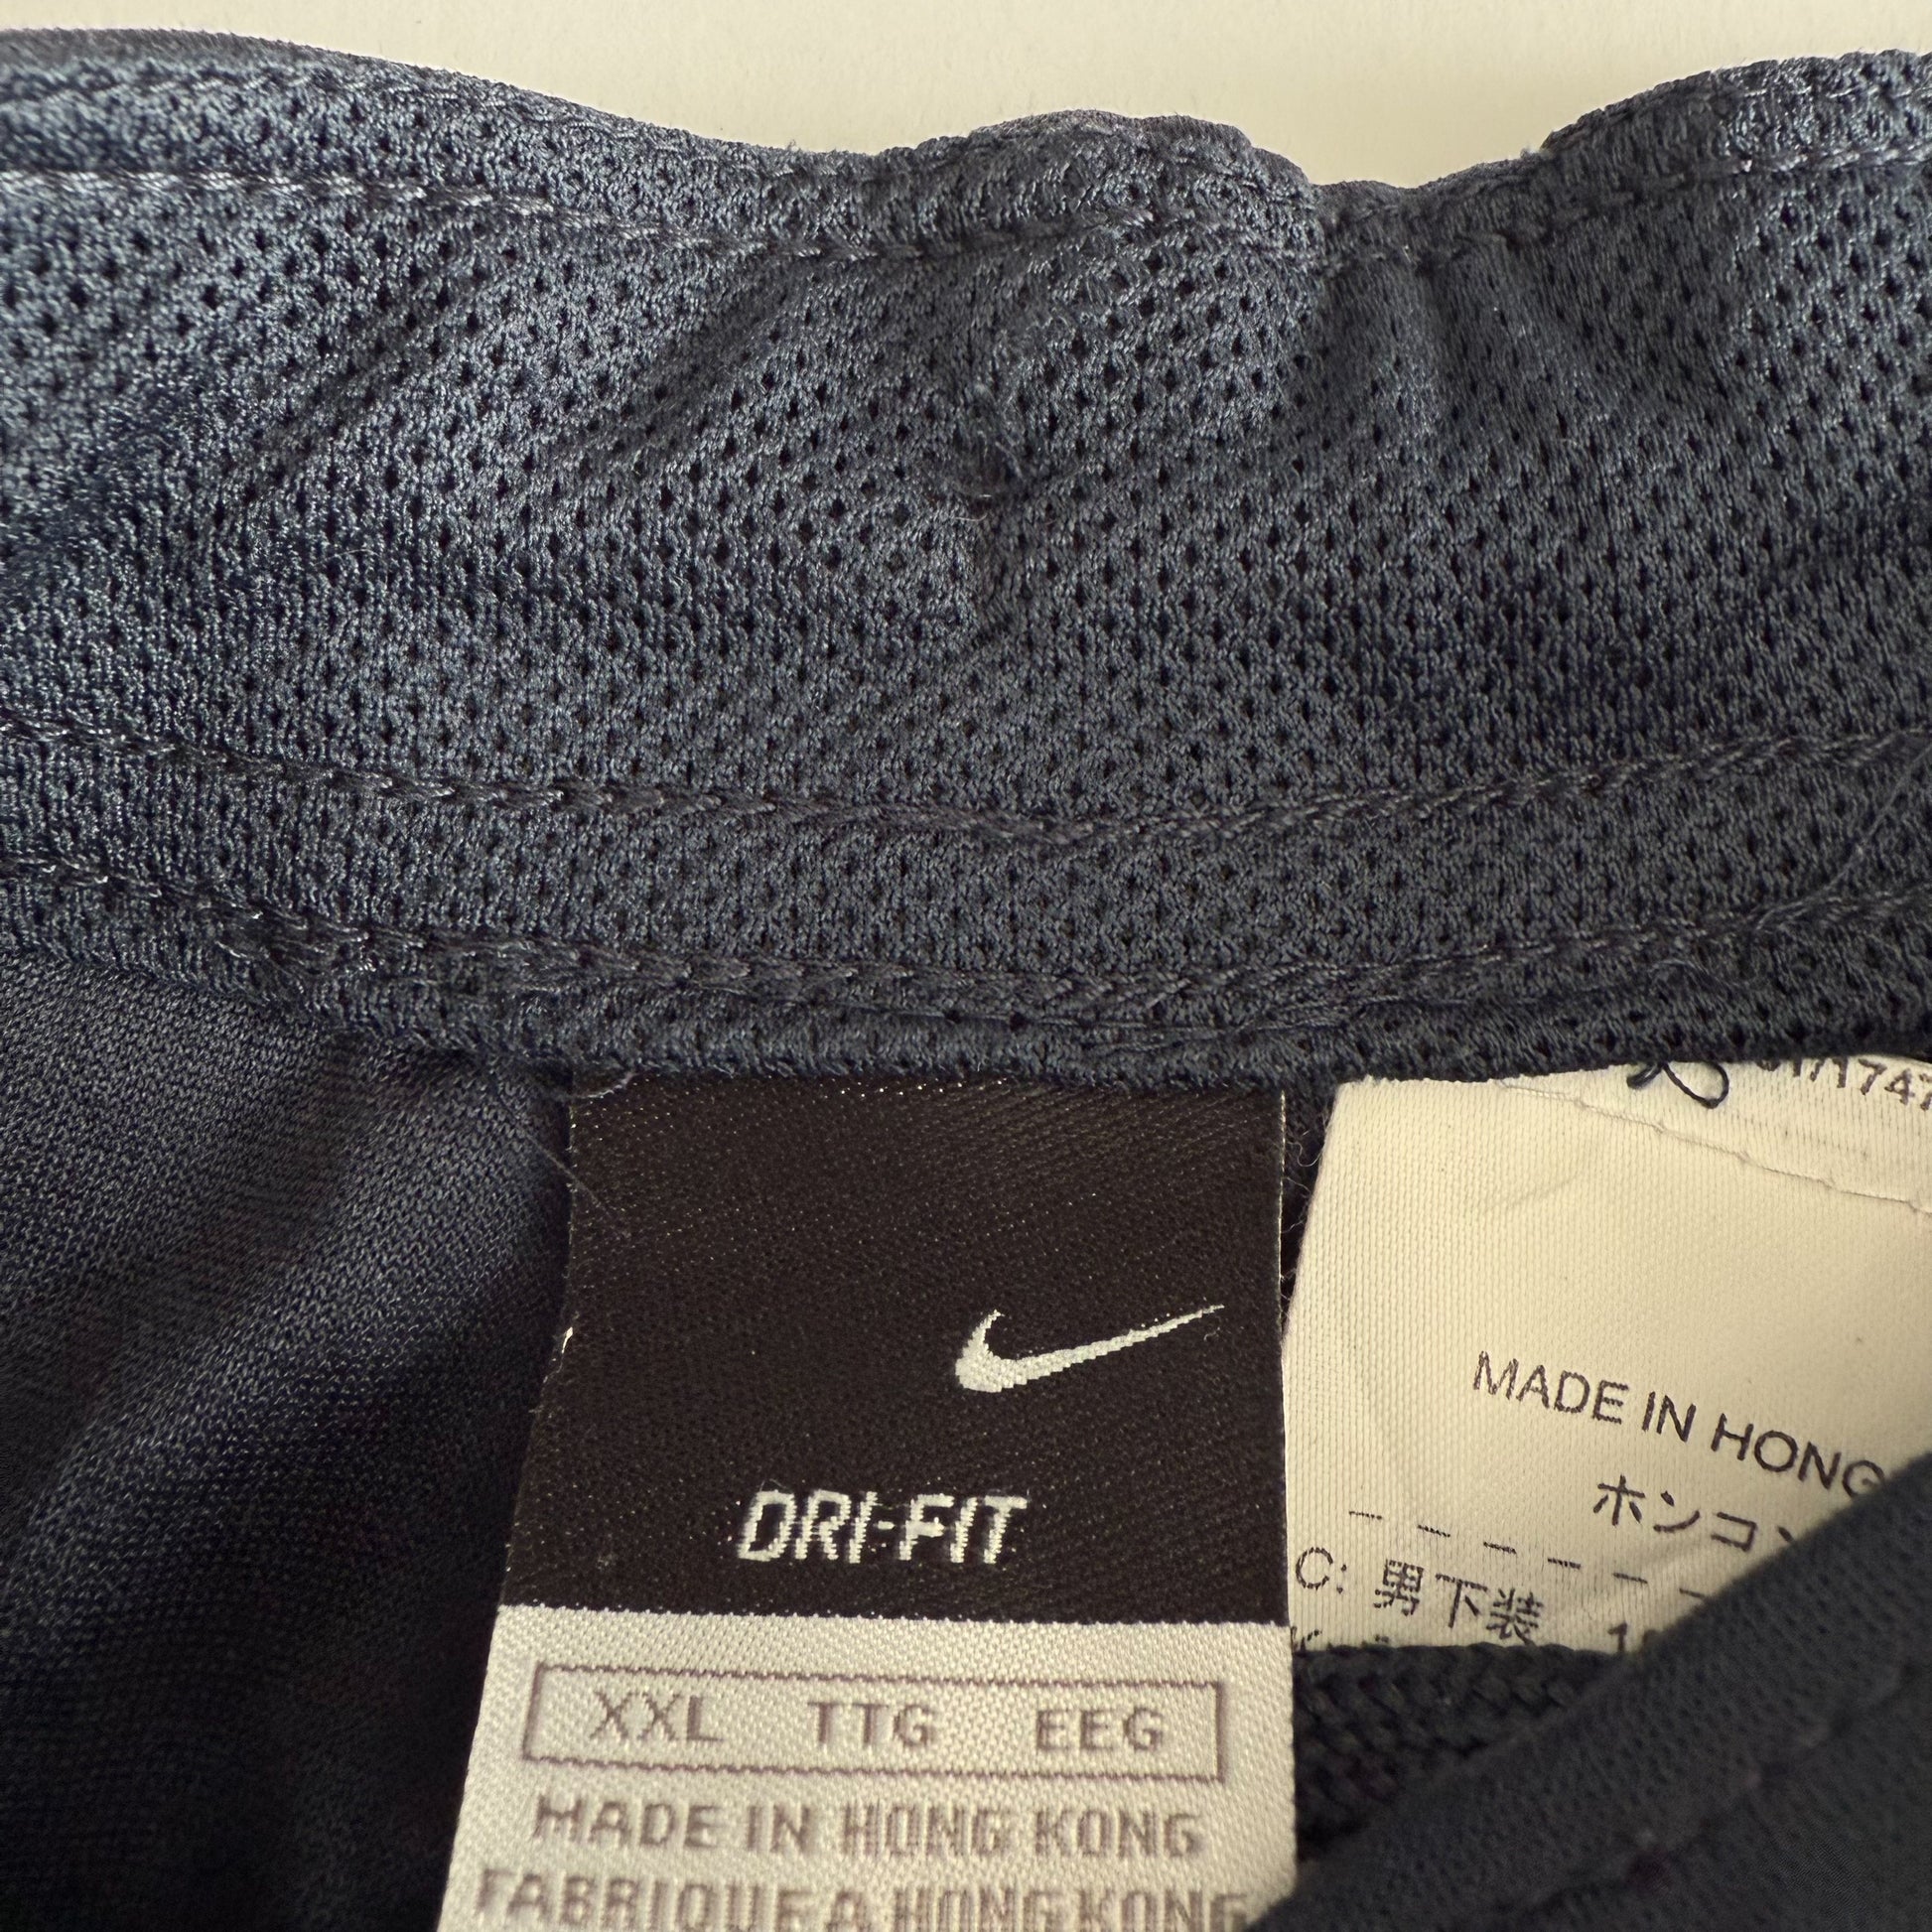 DRI-FIT
XXL TTG EEG
MADE IN HONG KONG
FABRIQUE A HONG KONG
MADE IN HONG
ホンコン
C: 男下装